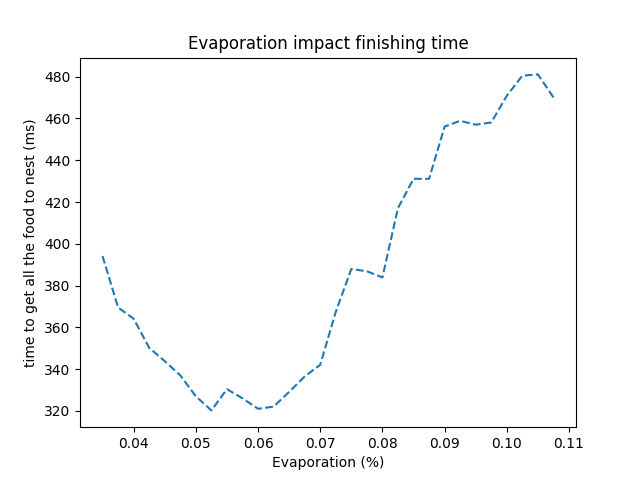 Evaporation impact finishing time
480
460
440
420
400
380
360
340
320
time to get all the food to nest (ms)
0.04 0.05 0.06 0.07 0.08 0.09 0.10 0.11
Evaporation (%)